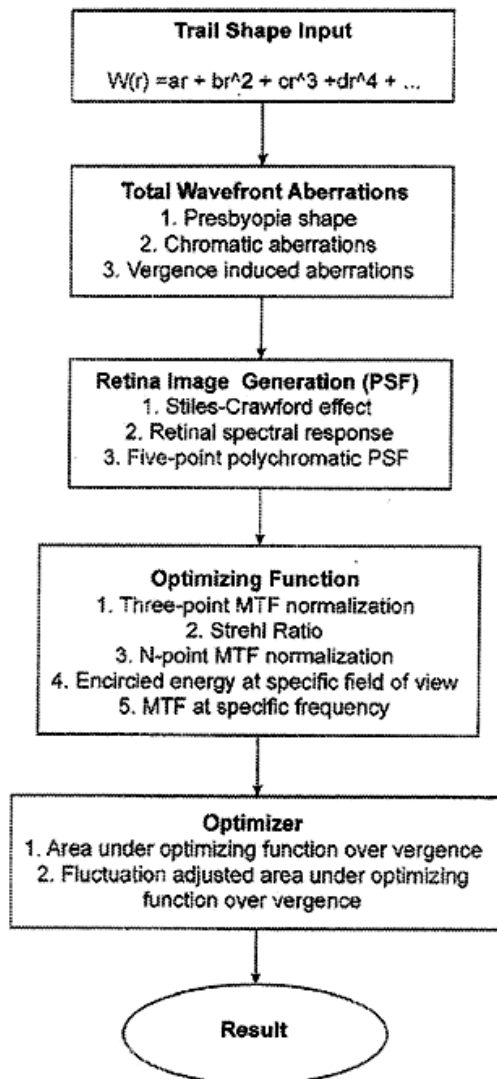 Trail Shape Input
W(r) =ar + br^2 + cr^3 +dr^4 + ...
Total Wavefront Aberrations
1. Presbyopia shape
2. Chromatic aberrations
3. Vergence induced aberrations
Retina Image Generation (PSF)
1. Stiles-Crawford effect
2. Retinal spectral response
3. Five-point polychromatic PSF
Optimizing Function
1. Three-point MTF normalization
2. Strehl Ratio
3. N-point MTF normalization
4. Encircied energy at specific field of view
5. MTF at specific frequency
Optimizer
1. Area under optimizing function over vergence
2. Fluctuation adjusted area under optimizing
function over vergence
Result